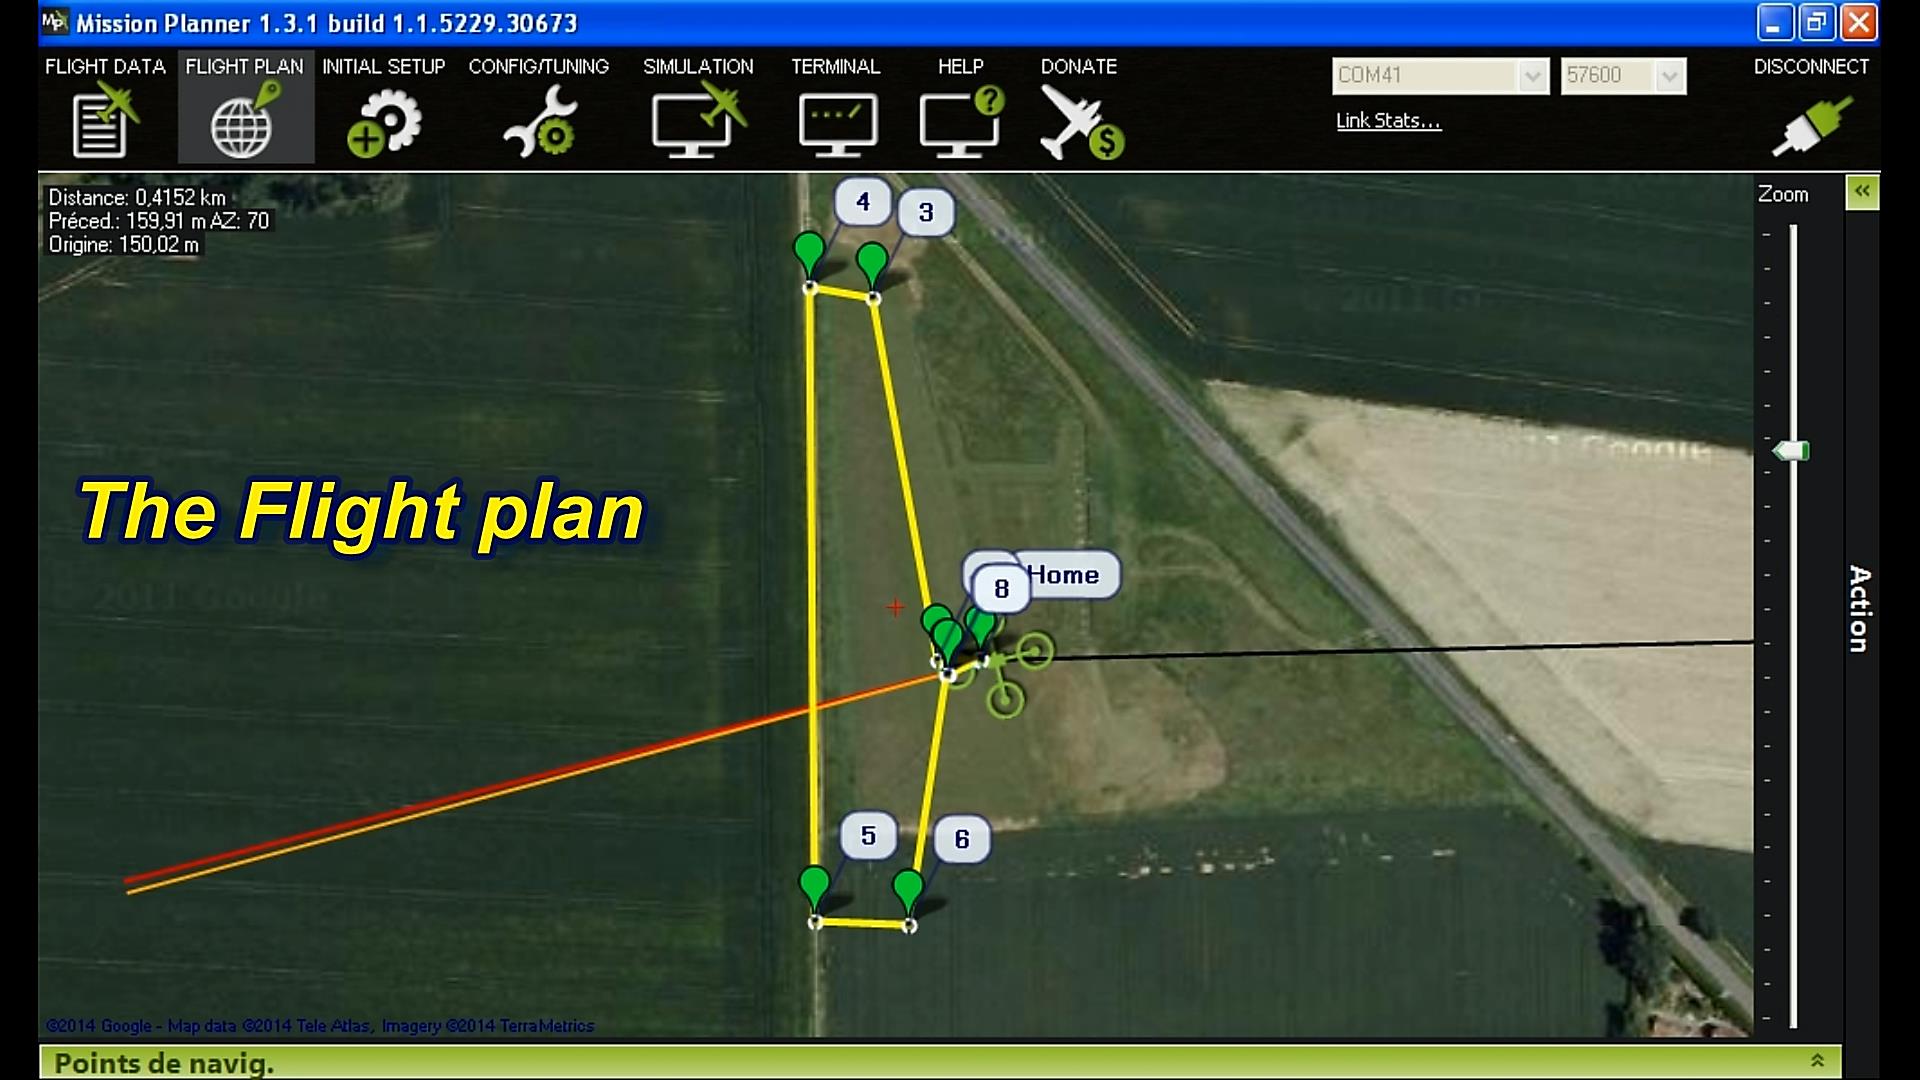 Mission Planner 1.3.1 build 1.1.5229.30673
FLIGHT DATA
FLIGHT PLAN
INITIAL SETUP
CONFIG/TUNING
SIMULATION
TERMINAL
HELP
DONATE
COM41
57600
DISCONNECT
Link Stats...
Distance: 0,4152 km
Préced.: 159,91 m AZ: 70
Origine: 150,02 m
Zoom
4
3
The Flight plan
Home
8
Action
5
6
©2014 Google - Map data ©2014 Tele Atlas, Imagery ©2014 TerraMetrics
Points de navig.